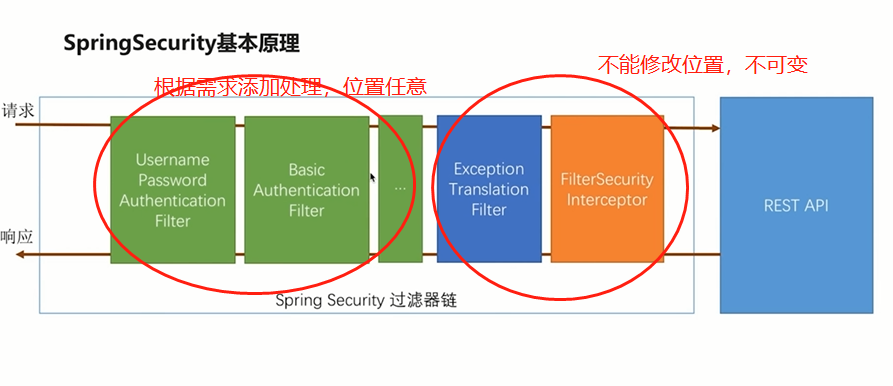 SpringSecurity基本原理
根据需求添加处理，位置任意
不能修改位置，不可变
请求
响应
Username
Password
Authentication
Filter
Basic
Authentication
Filter
...
Exception
Translation
Filter
FilterSecurity
Interceptor
REST API
Spring Security 过滤器链